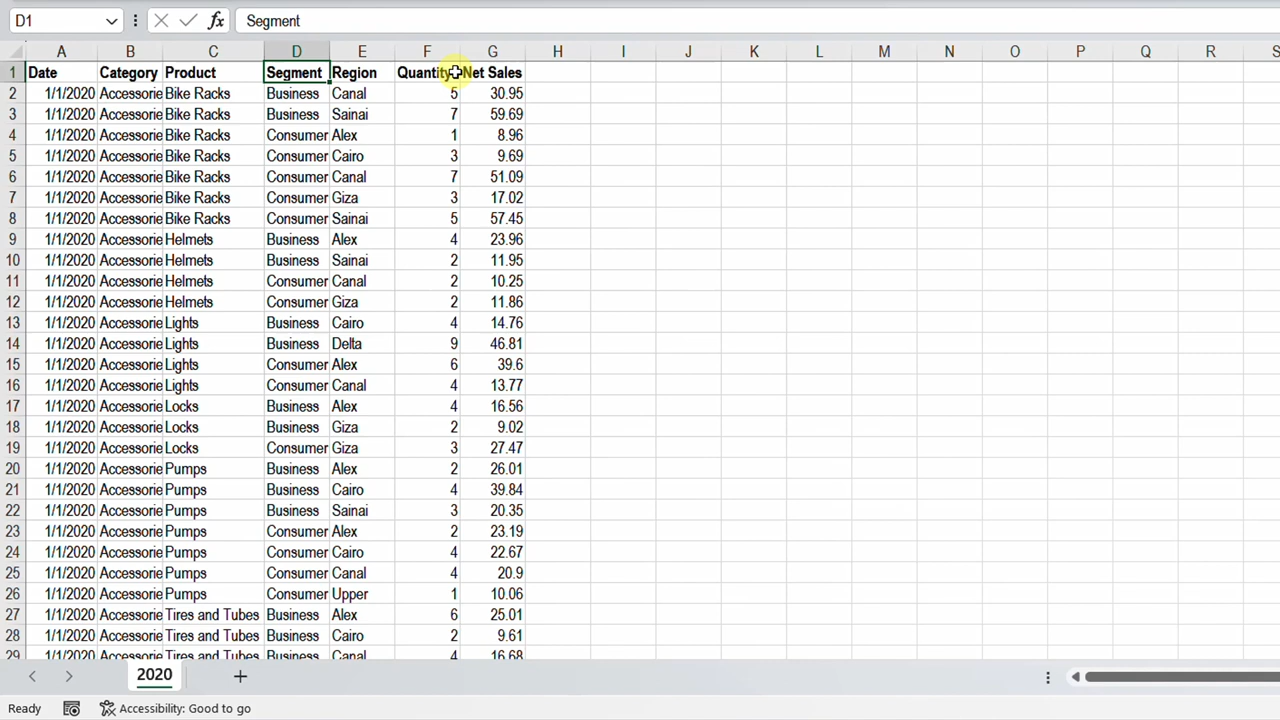 D1 fx Segment
A B C D E F G H I J K L M N O P Q R S
1 Date Category Product Segment Region Quantity Net Sales
2 1/1/2020 Accessorie Bike Racks Business Canal 5 30.95
3 1/1/2020 Accessorie Bike Racks Business Sainai 7 59.69
4 1/1/2020 Accessorie Bike Racks Consumer Alex 1 8.96
5 1/1/2020 Accessorie Bike Racks Consumer Cairo 3 9.69
6 1/1/2020 Accessorie Bike Racks Consumer Canal 7 51.09
7 1/1/2020 Accessorie Bike Racks Consumer Giza 3 17.02
8 1/1/2020 Accessorie Bike Racks Consumer Sainai 5 57.45
9 1/1/2020 Accessorie Helmets Business Alex 4 23.96
10 1/1/2020 Accessorie Helmets Business Sainai 2 11.95
11 1/1/2020 Accessorie Helmets Consumer Canal 2 10.25
12 1/1/2020 Accessorie Helmets Consumer Giza 2 11.86
13 1/1/2020 Accessorie Lights Business Cairo 4 14.76
14 1/1/2020 Accessorie Lights Business Delta 9 46.81
15 1/1/2020 Accessorie Lights Consumer Alex 6 39.6
16 1/1/2020 Accessorie Lights Consumer Canal 4 13.77
17 1/1/2020 Accessorie Locks Business Alex 4 16.56
18 1/1/2020 Accessorie Locks Business Giza 2 9.02
19 1/1/2020 Accessorie Locks Consumer Giza 3 27.47
20 1/1/2020 Accessorie Pumps Business Alex 2 26.01
21 1/1/2020 Accessorie Pumps Business Cairo 4 39.84
22 1/1/2020 Accessorie Pumps Business Sainai 3 20.35
23 1/1/2020 Accessorie Pumps Consumer Alex 2 23.19
24 1/1/2020 Accessorie Pumps Consumer Cairo 4 22.67
25 1/1/2020 Accessorie Pumps Consumer Canal 4 20.9
26 1/1/2020 Accessorie Pumps Consumer Upper 1 10.06
27 1/1/2020 Accessorie Tires and Tubes Business Alex 6 25.01
28 1/1/2020 Accessorie Tires and Tubes Business Cairo 2 9.61
29 1/1/2020 Accessorie Tires and Tubes Business Canal 4 16.68
2020
Ready Accessibility: Good to go